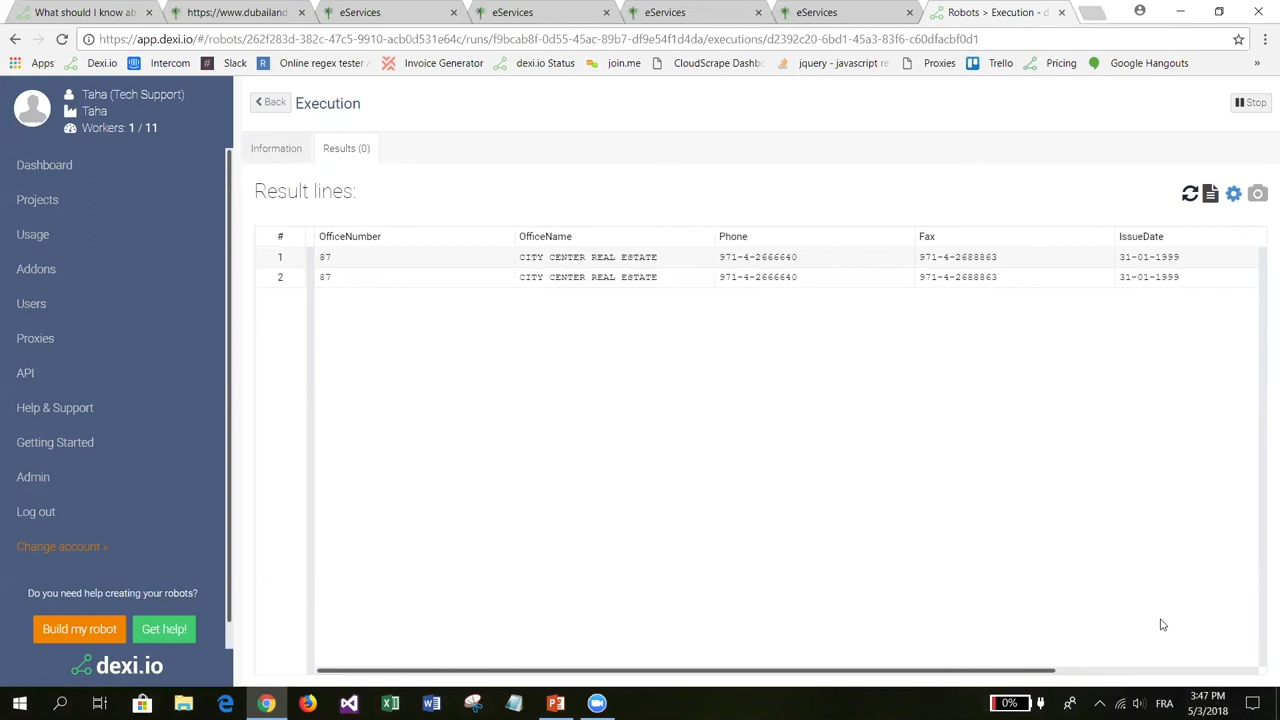 What should I know ab
https://www.dubailand.
eServices
eServices
eServices
eServices
Robots > Execution - d
https://app.dexi.io/#/robots/262f283d-382c-47c5-9910-acb0d531e64c/runs/f9bcab8f-0d55-45ac-89b7-df9e54f1d4da/executions/d2392c20-6bd1-45a3-83f6-c60dfacbf0d1
Apps
Dexi.io
Intercom
Slack
Online regex tester
Invoice Generator
dexi.io Status
join.me
CloudScrape Dashb
jquery - javascript re
Proxies
Trello
Pricing
Google Hangouts
»
Taha (Tech Support)
Taha
Workers: 1 / 11
Dashboard
Projects
Usage
Addons
Users
Proxies
API
Help & Support
Getting Started
Admin
Log out
Change account »
Do you need help creating your robots?
Build my robot Get help!
dexi.io
Back Execution
Stop
Information Results (0)
Result lines:
# OfficeNumber OfficeName Phone Fax IssueDate
1 87 CITY CENTER REAL ESTATE 971-4-2666640 971-4-2688863 31-01-1999
2 87 CITY CENTER REAL ESTATE 971-4-2666640 971-4-2688863 31-01-1999
0% FRA 3:47 PM
5/3/2018